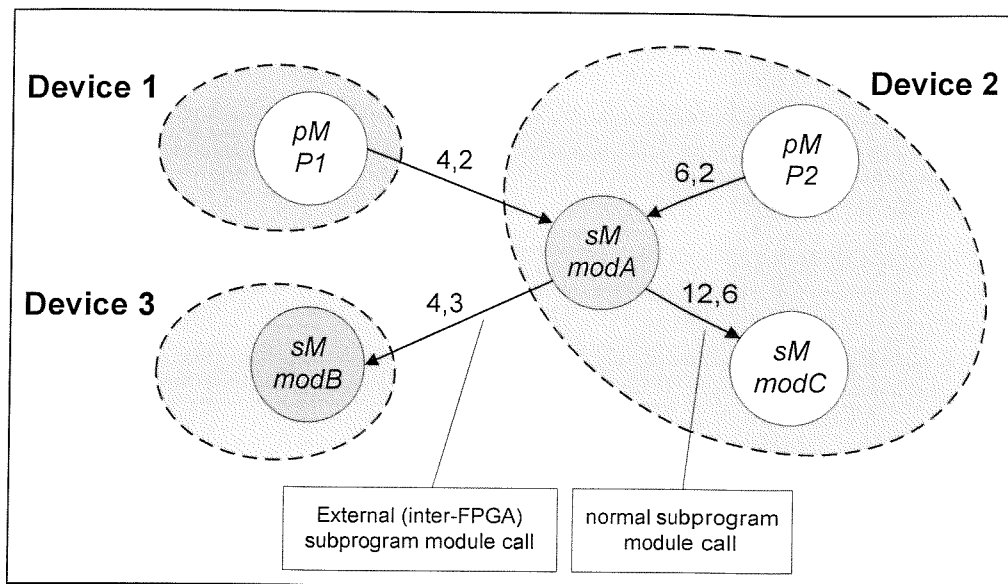 Device 1
Device 2
pM
P1
4,2
6,2
pM
P2
sM
modA
Device 3
4,3
12,6
sM
modB
sM
modC
External (inter-FPGA)
subprogram module call
normal subprogram
module call